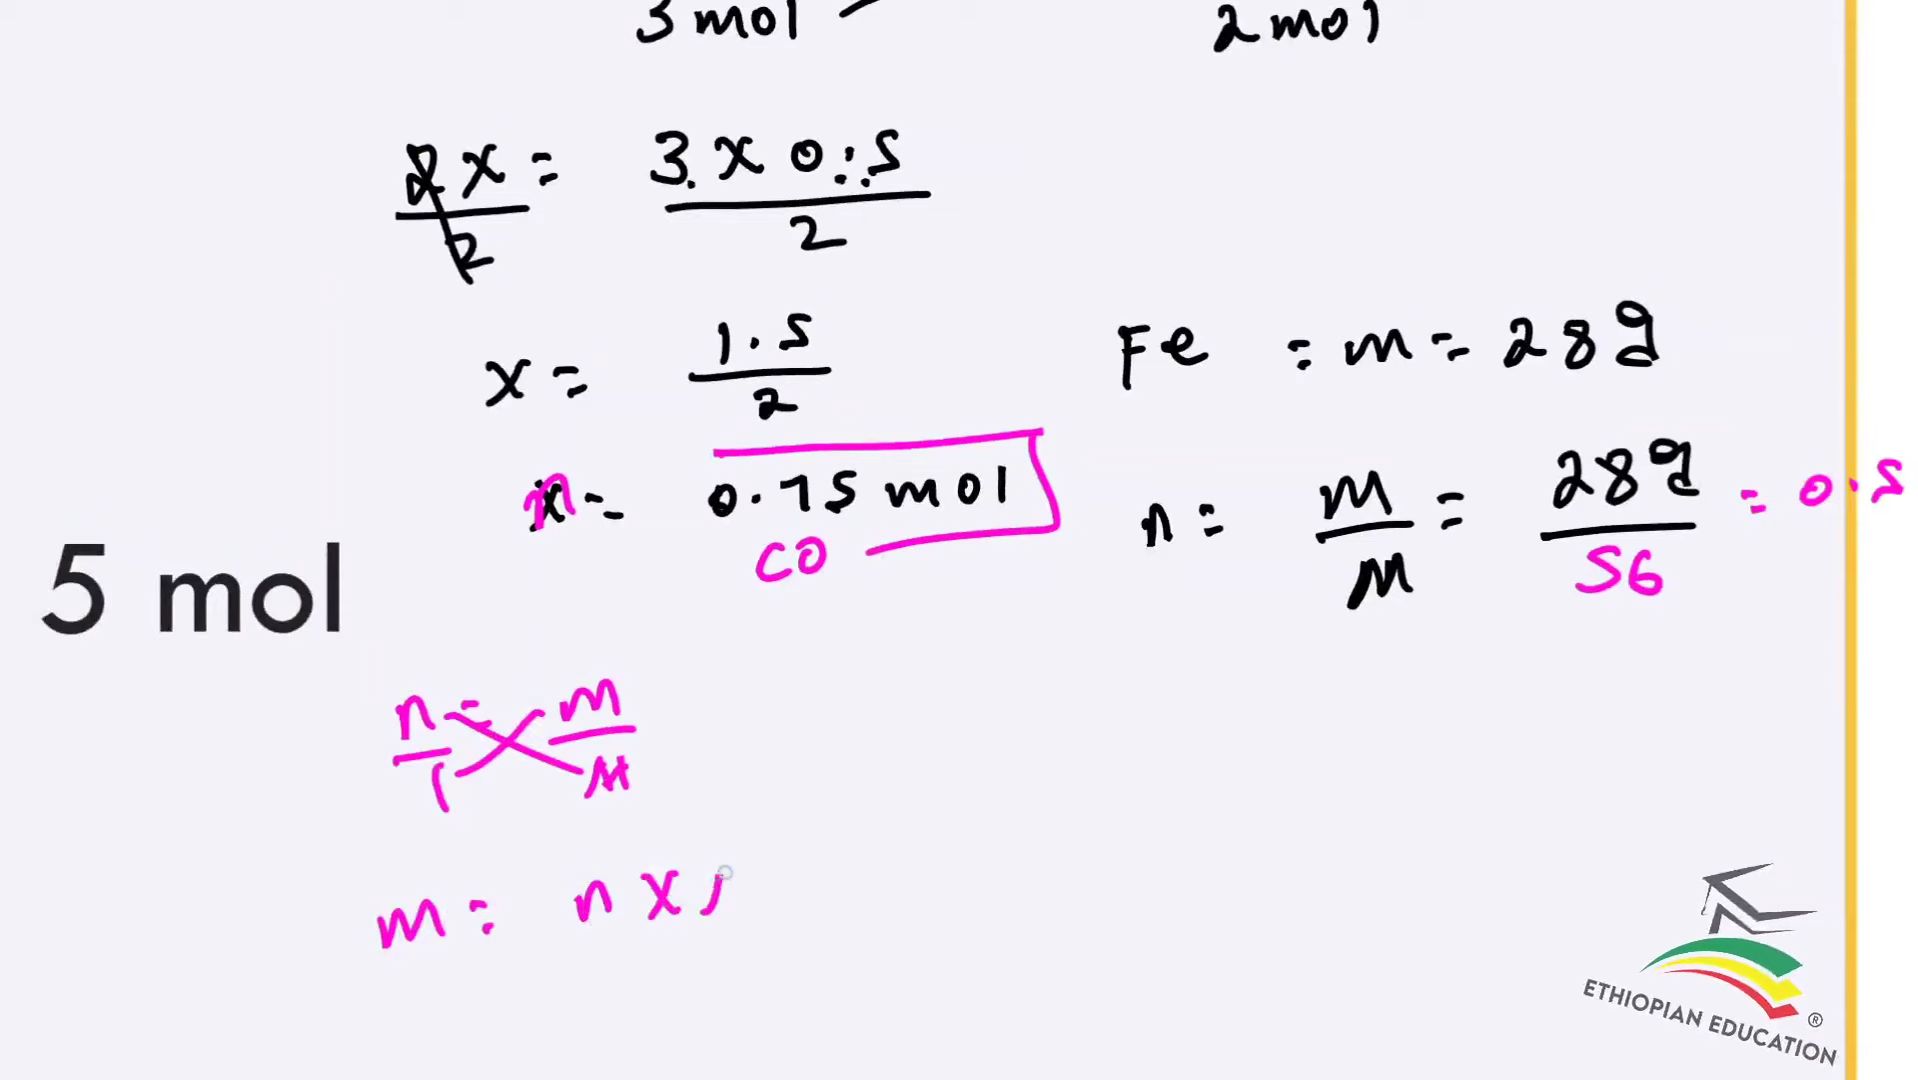 3 mol 2 mol
2x = 3 x 0.5
2 2
x = 1.5
2
Fe = m = 28g
n = 0.75 mol
n = m = 28g = 0.5
M 56
CO
5 mol
n = m
1 M
m = n x
ETHIOPIAN EDUCATION ®